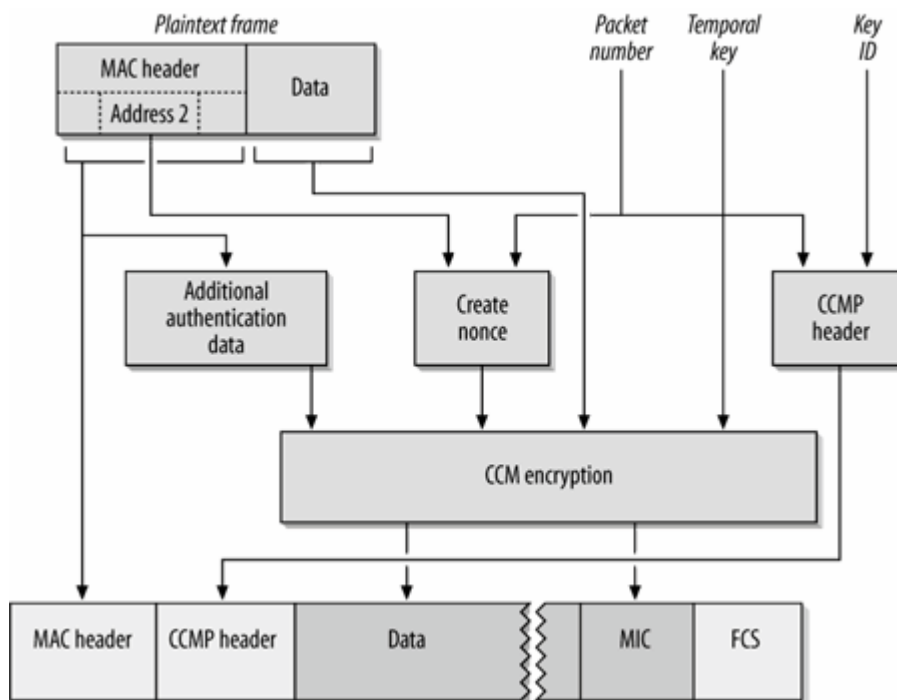 Plaintext frame
Packet number
Temporal key
Key ID
MAC header
Address 2
Data
Additional authentication data
Create nonce
CCMP header
CCM encryption
MAC header
CCMP header
Data
MIC
FCS